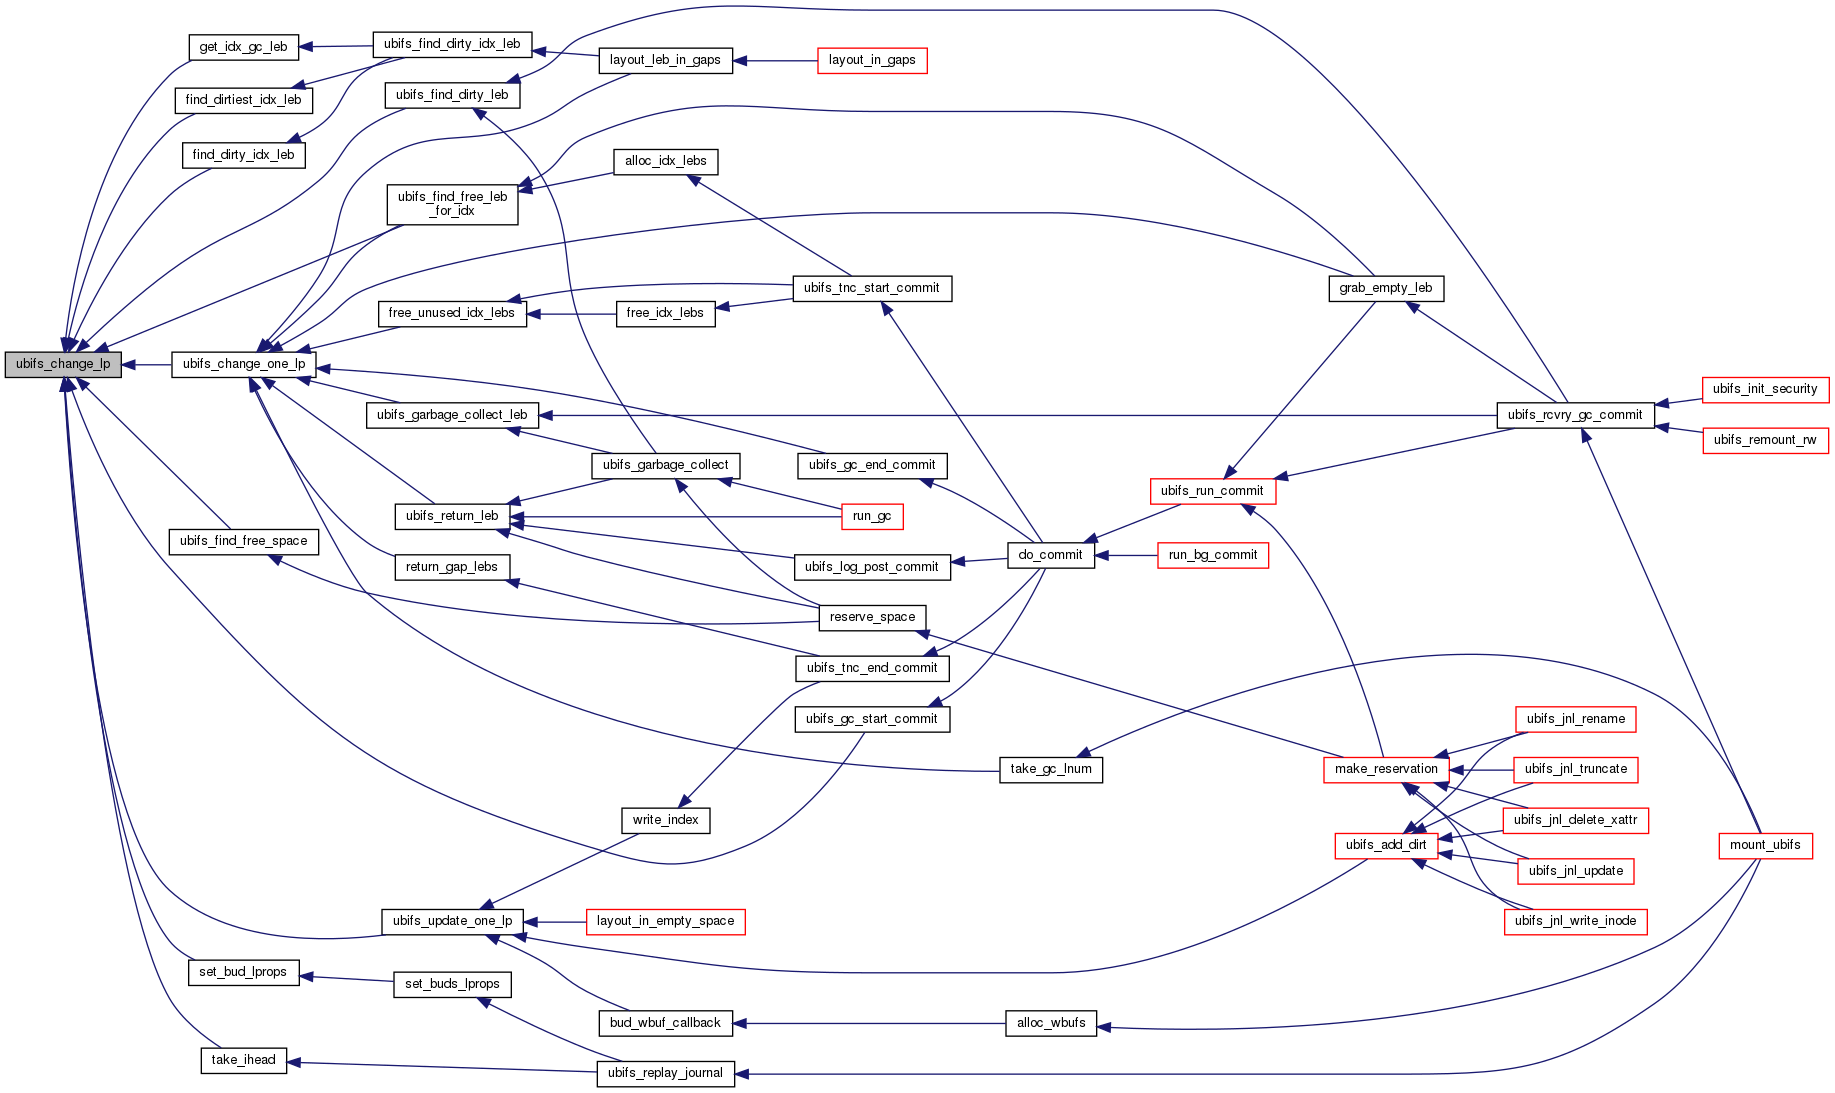 get_idx_gc_leb
ubifs_find_dirty_idx_leb
layout_leb_in_gaps
layout_in_gaps
find_dirtiest_idx_leb
ubifs_find_dirty_leb
find_dirty_idx_leb
alloc_idx_lebs
ubifs_find_free_leb
_for_idx
ubifs_tnc_start_commit
grab_empty_leb
free_unused_idx_lebs
free_idx_lebs
ubifs_change_lp
ubifs_change_one_lp
ubifs_init_security
ubifs_garbage_collect_leb
ubifs_rcvry_gc_commit
ubifs_remount_rw
ubifs_garbage_collect
ubifs_gc_end_commit
ubifs_run_commit
ubifs_return_leb
run_gc
ubifs_find_free_space
do_commit
run_bg_commit
return_gap_lebs
ubifs_log_post_commit
reserve_space
ubifs_tnc_end_commit
ubifs_gc_start_commit
ubifs_jnl_rename
take_gc_lnum
make_reservation
ubifs_jnl_truncate
write_index
ubifs_jnl_delete_xattr
ubifs_add_dirt
mount_ubifs
ubifs_jnl_update
ubifs_update_one_lp
layout_in_empty_space
ubifs_jnl_write_inode
set_bud_lprops
set_buds_lprops
bud_wbuf_callback
alloc_wbufs
take_ihead
ubifs_replay_journal